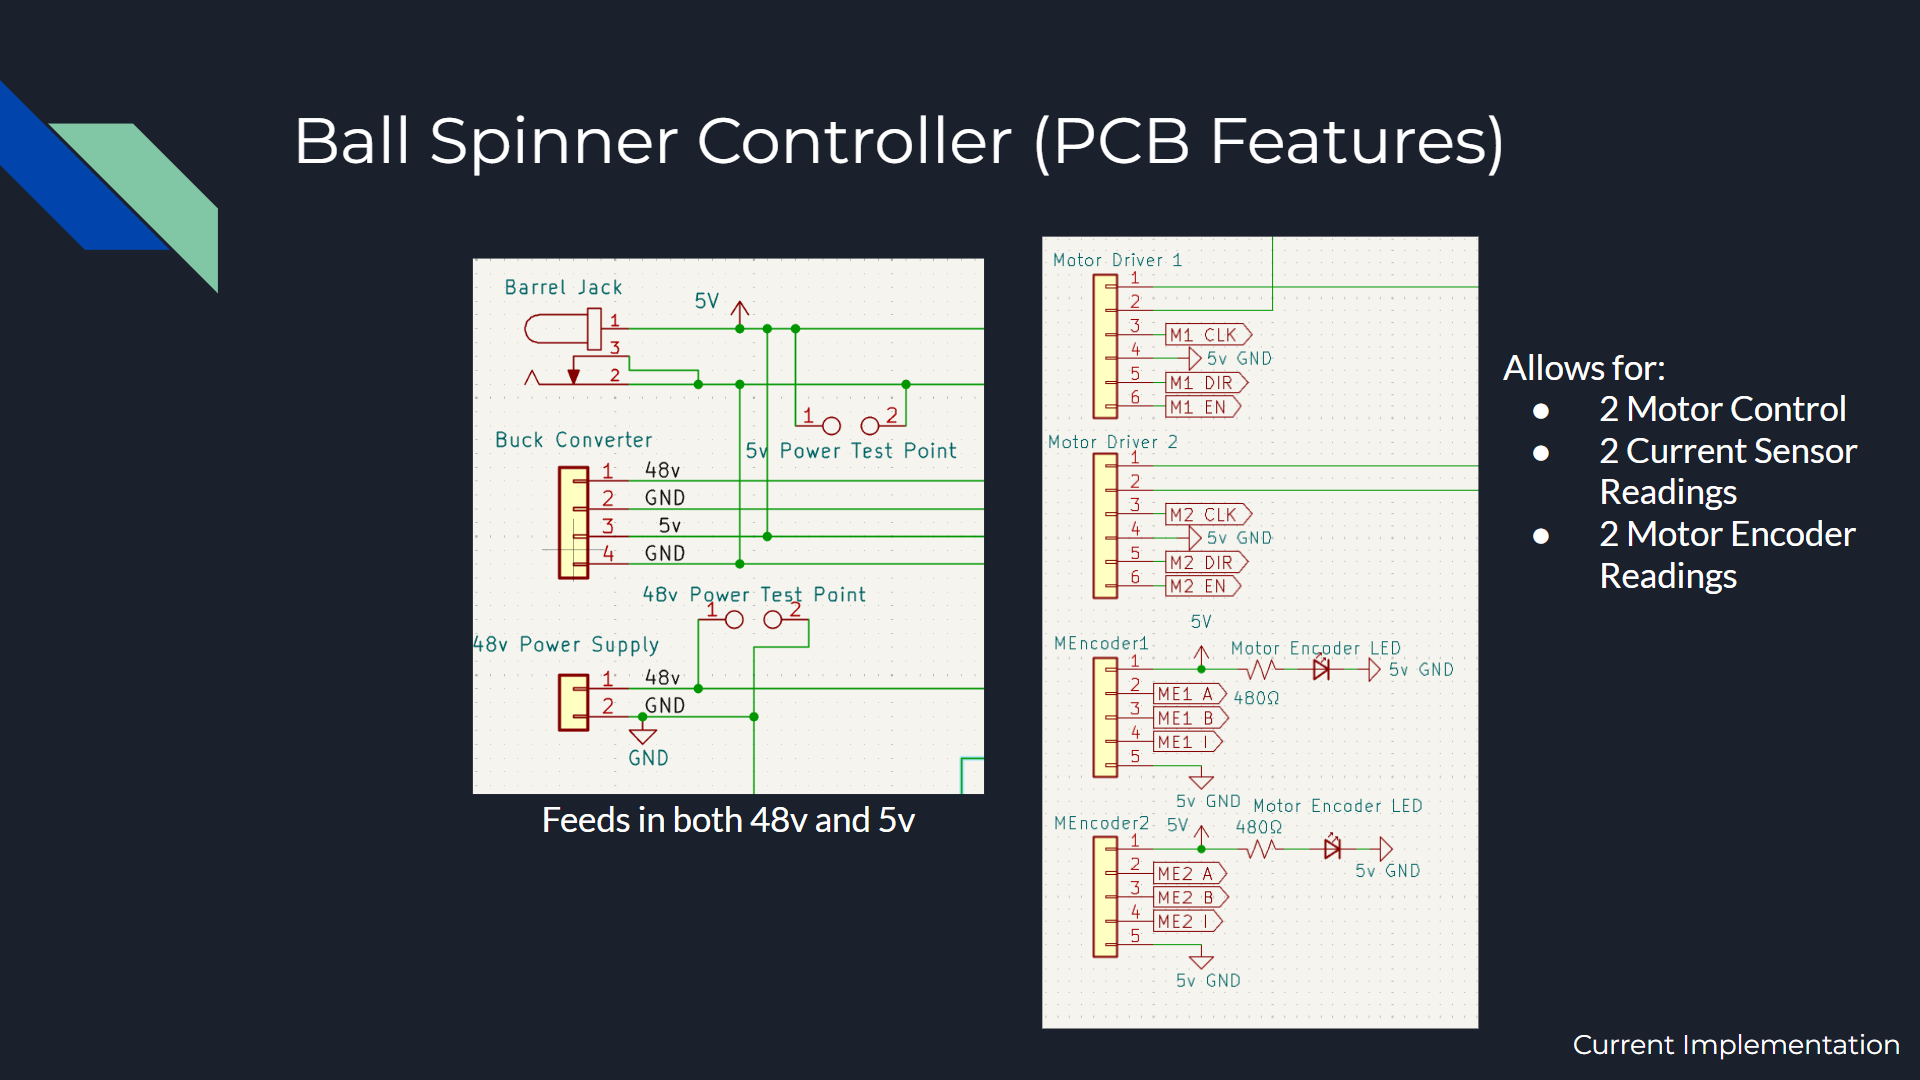 Ball Spinner Controller (PCB Features)
Barrel Jack
5V
1
3
2
1
2
5v Power Test Point
Buck Converter
1 48v
2 GND
3 5v
4 GND
48v Power Test Point
1
2
48v Power Supply
1 48v
2 GND
GND
Feeds in both 48v and 5v
Motor Driver 1
1
2
3 M1 CLK
4 5v GND
5 M1 DIR
6 M1 EN
Motor Driver 2
1
2
3 M2 CLK
4 5v GND
5 M2 DIR
6 M2 EN
5V
MEncoder1
Motor Encoder LED
1
5v GND
2 ME1 A
480Ω
3 ME1 B
4 ME1 I
5
5v GND
Motor Encoder LED
MEncoder2
5V
480Ω
1
5v GND
2 ME2 A
3 ME2 B
4 ME2 I
5
5v GND
Allows for:
● 2 Motor Control
● 2 Current Sensor
Readings
● 2 Motor Encoder
Readings
Current Implementation